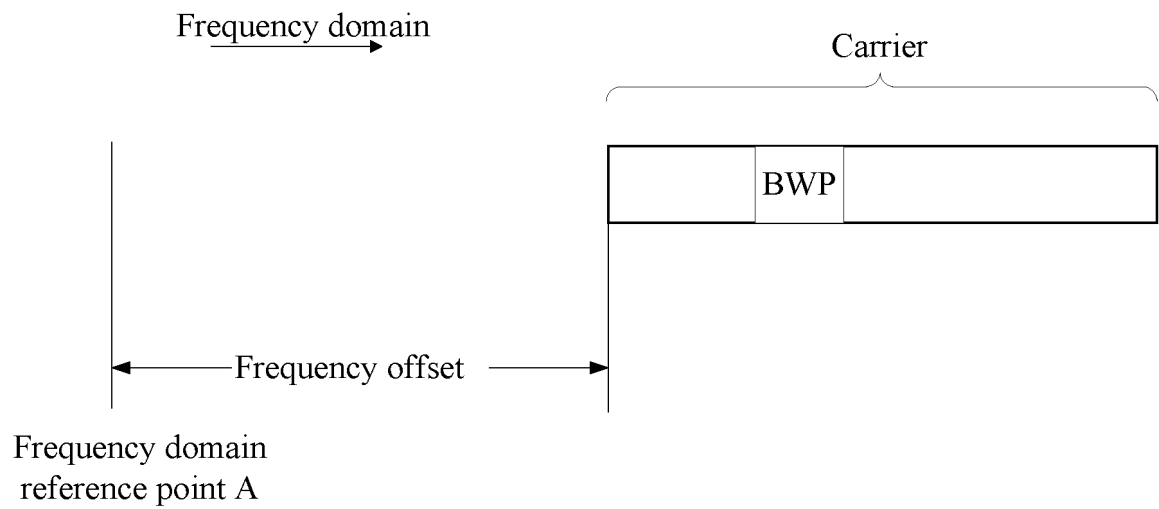 Frequency domain
Carrier
BWP
Frequency offset
Frequency domain
reference point A